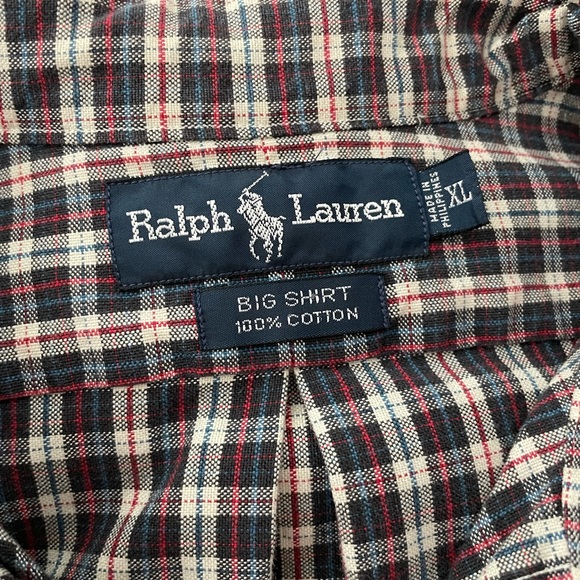 Ralph Lauren
MADE IN
PHILIPPINES
XL
BIG SHIRT
100% COTTON